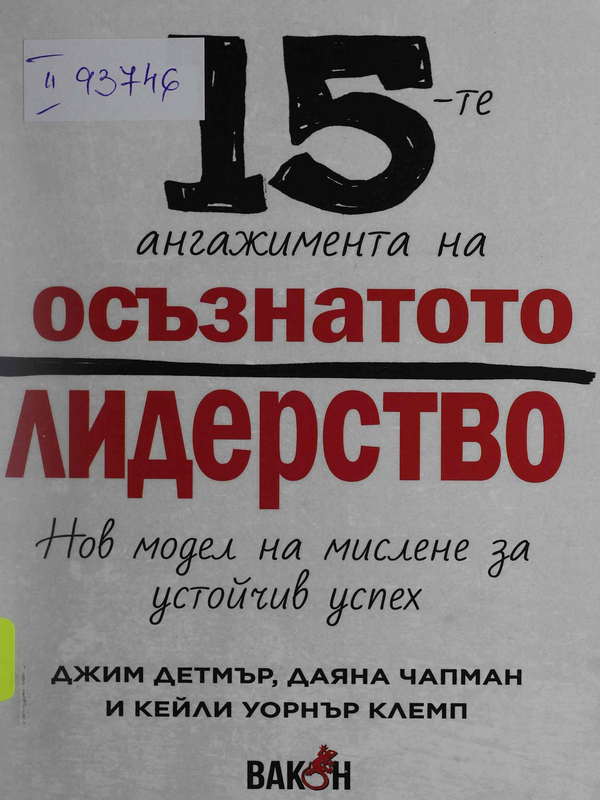 II 93746
15-те
ангажимента на
осъзнатото
лидерство
Нов модел на мислене за
устойчив успех
ДЖИМ ДЕТМЪР, ДАЯНА ЧАПМАН
И КЕЙЛИ УОРНЪР КЛЕМП
ВАКОН